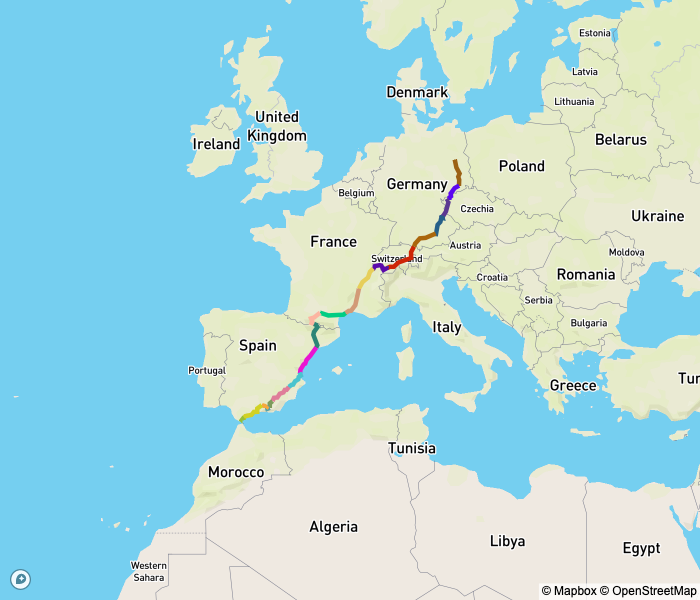 Estonia
Latvia
Denmark
Lithuania
United
Kingdom
Ireland
Belarus
Poland
Germany
Belgium
Czechia
Ukraine
France
Austria
Moldova
Switzerland
Romania
Croatia
Serbia
Bulgaria
Italy
Spain
Portugal
Greece
Tur
Tunisia
Morocco
Algeria
Libya
Egypt
Western
Sahara
© Mapbox © OpenStreetMap